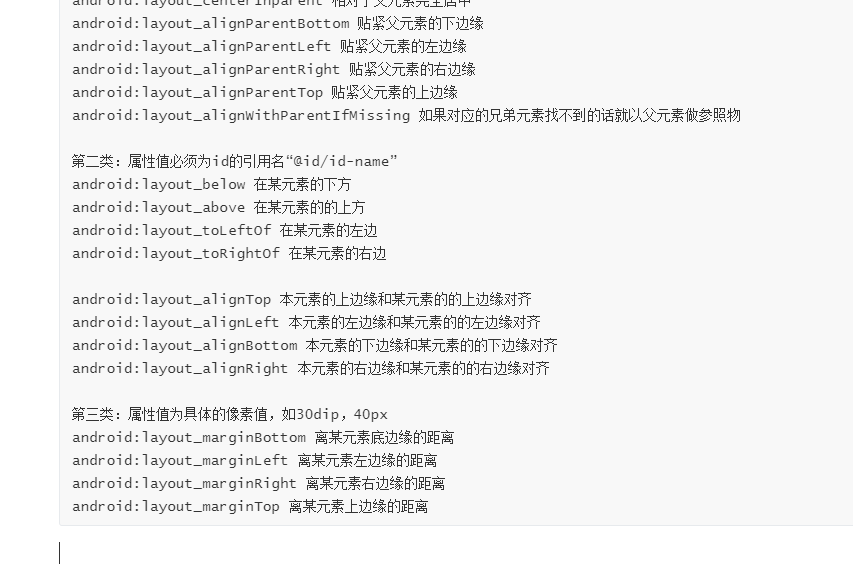 android:layout_centerInparent 相对于父元素完全居中
android:layout_alignParentBottom 贴紧父元素的下边缘
android:layout_alignParentLeft 贴紧父元素的左边缘
android:layout_alignParentRight 贴紧父元素的右边缘
android:layout_alignParentTop 贴紧父元素的上边缘
android:layout_alignWithParentIfMissing 如果对应的兄弟元素找不到的话就以父元素做参照物
第二类：属性值必须为id的引用名“@id/id-name”
android:layout_below 在某元素的下方
android:layout_above 在某元素的的上方
android:layout_toLeftOf 在某元素的左边
android:layout_toRightOf 在某元素的右边
android:layout_alignTop 本元素的上边缘和某元素的的上边缘对齐
android:layout_alignLeft 本元素的左边缘和某元素的的左边缘对齐
android:layout_alignBottom 本元素的下边缘和某元素的的下边缘对齐
android:layout_alignRight 本元素的右边缘和某元素的的右边缘对齐
第三类：属性值为具体的像素值，如30dip，40px
android:layout_marginBottom 离某元素底边缘的距离
android:layout_marginLeft 离某元素左边缘的距离
android:layout_marginRight 离某元素右边缘的距离
android:layout_marginTop 离某元素上边缘的距离